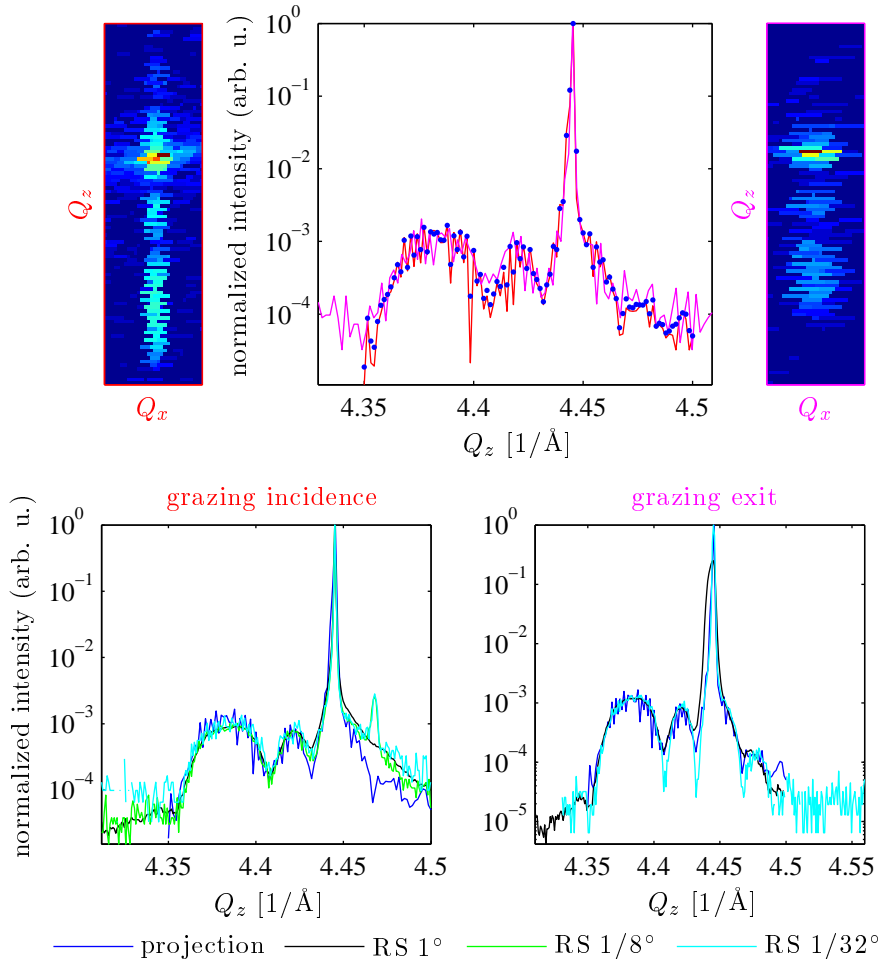 normalized intensity (arb. u.)
10^0
10^-1
10^-2
10^-3
10^-4
4.35
4.4
4.45
4.5
Q_z [1/Å]
Q_z
Q_x
Q_z
Q_x
grazing incidence
normalized intensity (arb. u.)
10^0
10^-1
10^-2
10^-3
10^-4
4.35
4.4
4.45
4.5
Q_z [1/Å]
grazing exit
10^0
10^-1
10^-2
10^-3
10^-4
10^-5
4.35
4.4
4.45
4.5
4.55
Q_z [1/Å]
projection
RS 1°
RS 1/8°
RS 1/32°